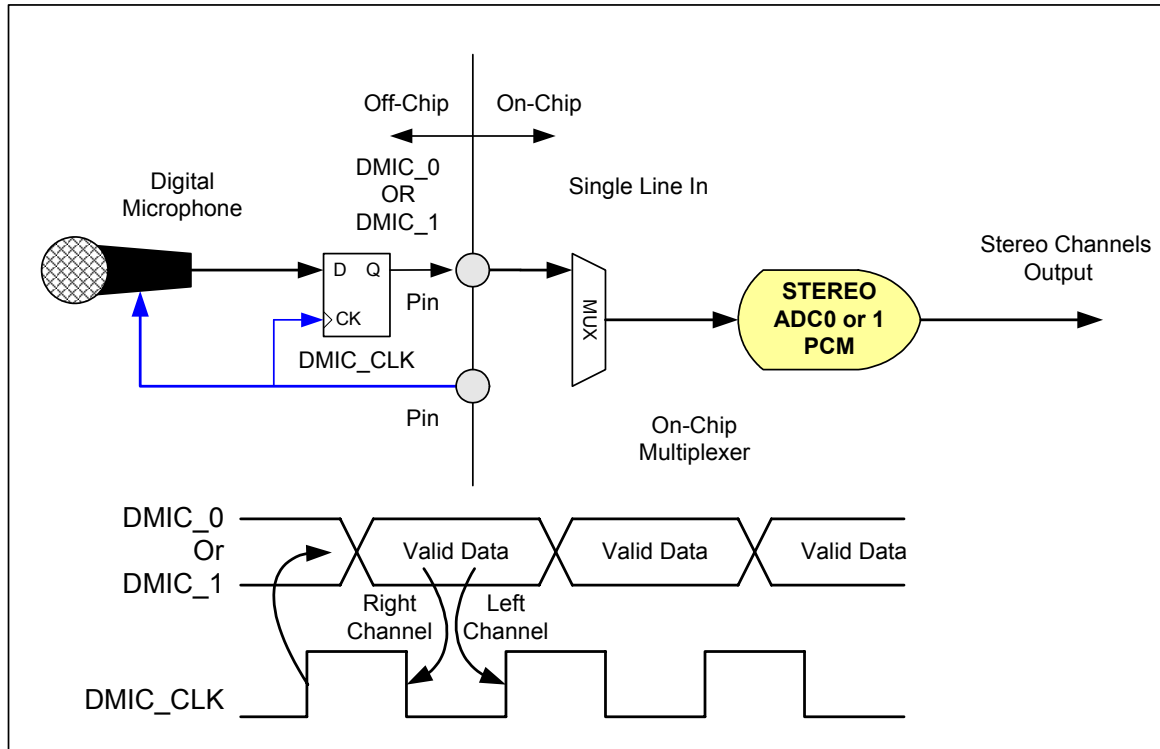 Off-Chip
On-Chip
DMIC_0
OR
DMIC_1
Digital
Microphone
Single Line In
Stereo Channels
Output
D
Q
CK
Pin
MUX
STEREO
ADC0 or 1
PCM
DMIC_CLK
Pin
On-Chip
Multiplexer
DMIC_0
Or
DMIC_1
Valid Data
Valid Data
Valid Data
Right
Channel
Left
Channel
DMIC_CLK